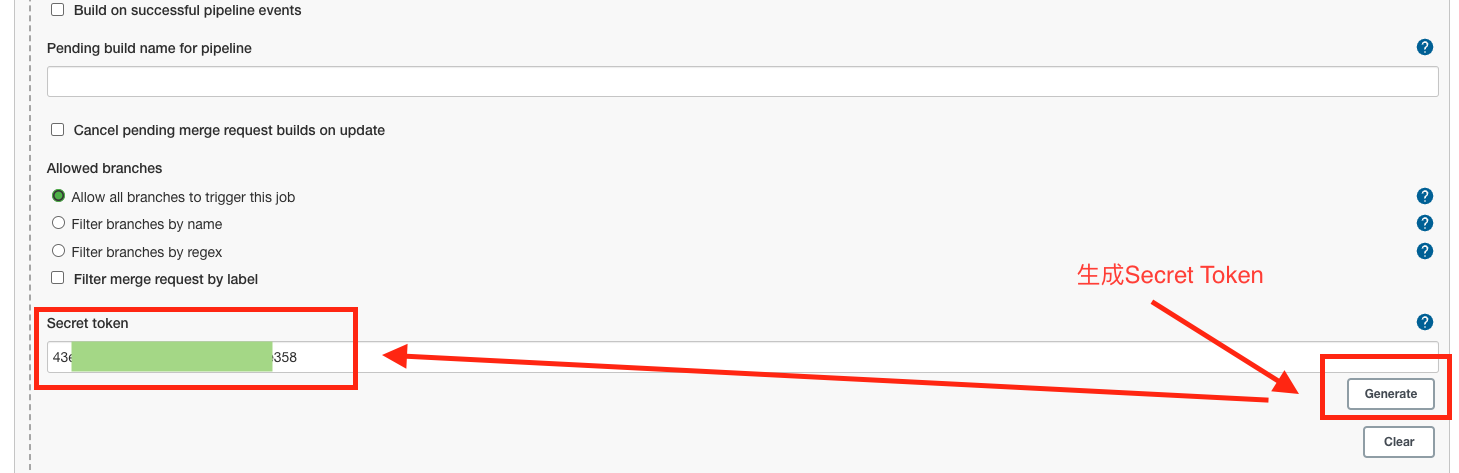 Build on successful pipeline events
Pending build name for pipeline
?
Cancel pending merge request builds on update
Allowed branches
Allow all branches to trigger this job
?
Filter branches by name
?
Filter branches by regex
?
Filter merge request by label
生成Secret Token
Secret token
?
43
358
Generate
Clear